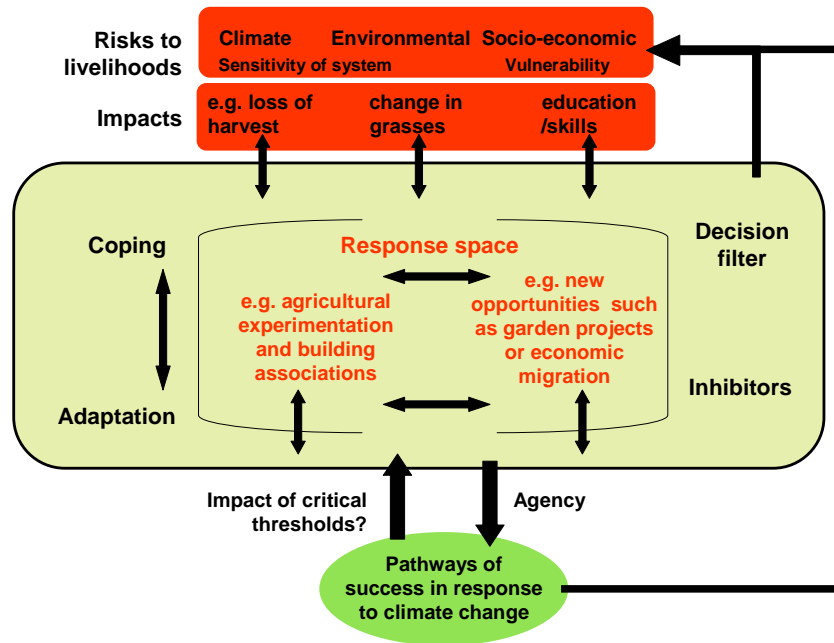 Risks to
livelihoods
Climate Environmental Socio-economic
Sensitivity of system Vulnerability
Impacts
e.g. loss of
harvest
change in
grasses
education
/skills
Coping
Adaptation
Response space
e.g. agricultural
experimentation
and building
associations
e.g. new
opportunities such
as garden projects
or economic
migration
Decision
filter
Inhibitors
Impact of critical
thresholds?
Agency
Pathways of
success in response
to climate change